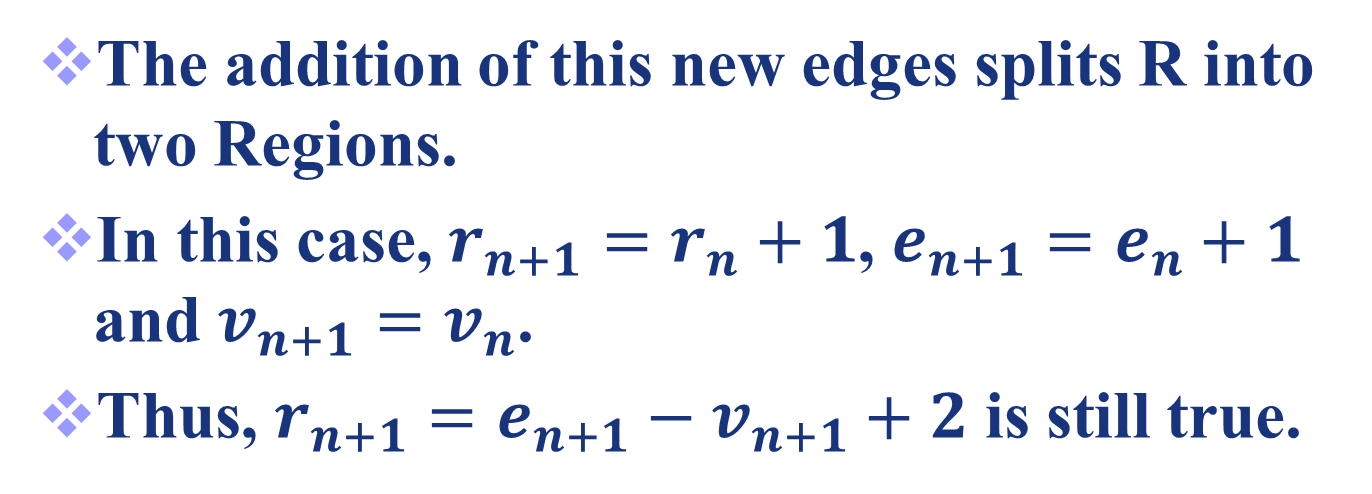 ❖The addition of this new edges splits R into
two Regions.
❖In this case, 𝒓ₙ₊₁ = 𝒓ₙ + 1, 𝒆ₙ₊₁ = 𝒆ₙ + 1
and 𝒗ₙ₊₁ = 𝒗ₙ.
❖Thus, 𝒓ₙ₊₁ = 𝒆ₙ₊₁ − 𝒗ₙ₊₁ + 2 is still true.